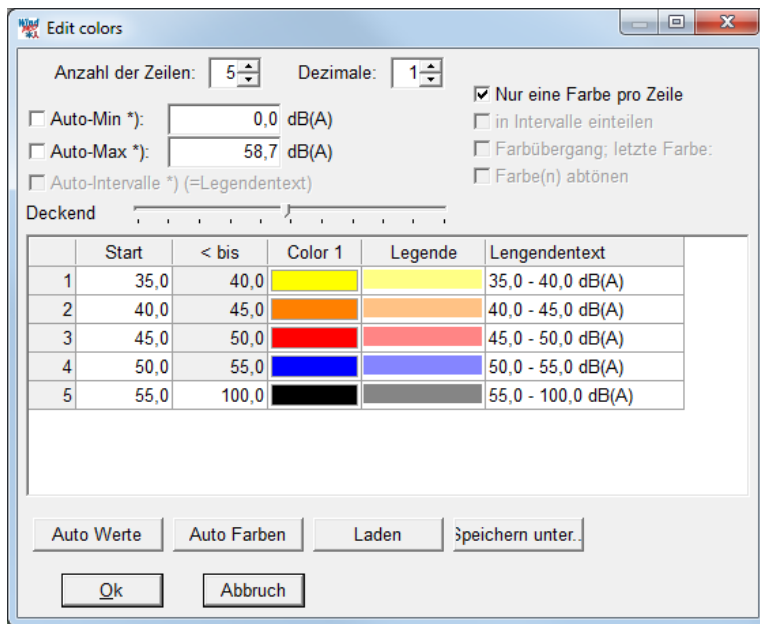 Wind
PRO
Edit colors
Anzahl der Zeilen: 5 Dezimale: 1
Nur eine Farbe pro Zeile
Auto-Min *): 0,0 dB(A)
in Intervalle einteilen
Auto-Max *): 58,7 dB(A)
Farbübergang; letzte Farbe:
Auto-Intervalle *) (=Legendentext)
Farbe(n) abtönen
Deckend
Start < bis Color 1 Legende Lengendentext
1 35,0 40,0 35,0 - 40,0 dB(A)
2 40,0 45,0 40,0 - 45,0 dB(A)
3 45,0 50,0 45,0 - 50,0 dB(A)
4 50,0 55,0 50,0 - 55,0 dB(A)
5 55,0 100,0 55,0 - 100,0 dB(A)
Auto Werte Auto Farben Laden Speichern unter..
Ok Abbruch